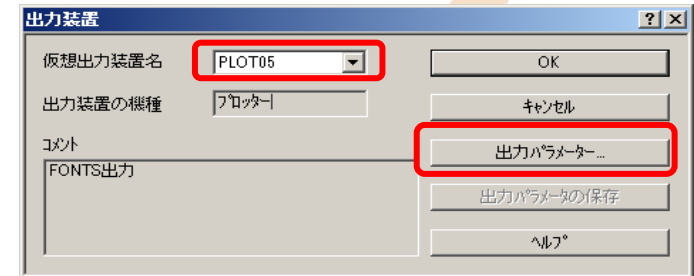 出力装置
仮想出力装置名 PLOT05
OK
出力装置の機種 ﾌﾟﾛｯﾀｰ
キャンセル
ｺﾒﾝﾄ
FONTS出力
出力ﾊﾟﾗﾒｰﾀｰ...
出力ﾊﾟﾗﾒｰﾀの保存
ﾍﾙﾌﾟ